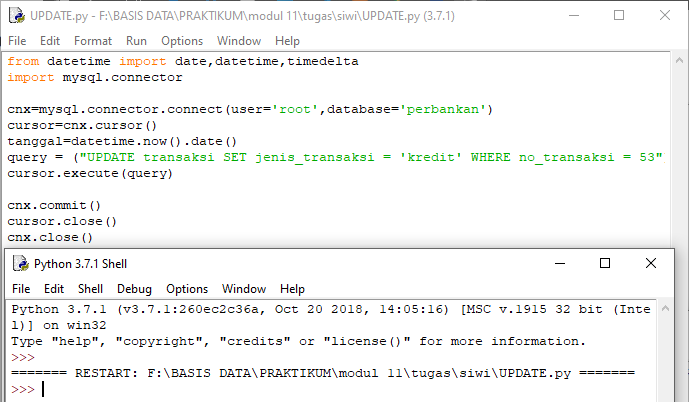 UPDATE.py - F:\BASIS DATA\PRAKTIKUM\modul 11\tugas\siwi\UPDATE.py (3.7.1)
File Edit Format Run Options Window Help
from datetime import date,datetime,timedelta
import mysql.connector
cnx=mysql.connector.connect(user='root',database='perbankan')
cursor=cnx.cursor()
tanggal=datetime.now().date()
query = ("UPDATE transaksi SET jenis_transaksi = 'kredit' WHERE no_transaksi = 53"
cursor.execute(query)
cnx.commit()
cursor.close()
cnx.close()
Python 3.7.1 Shell
File Edit Shell Debug Options Window Help
Python 3.7.1 (v3.7.1:260ec2c36a, Oct 20 2018, 14:05:16) [MSC v.1915 32 bit (Inte
l)] on win32
Type "help", "copyright", "credits" or "license()" for more information.
>>>
======= RESTART: F:\BASIS DATA\PRAKTIKUM\modul 11\tugas\siwi\UPDATE.py =======
>>>